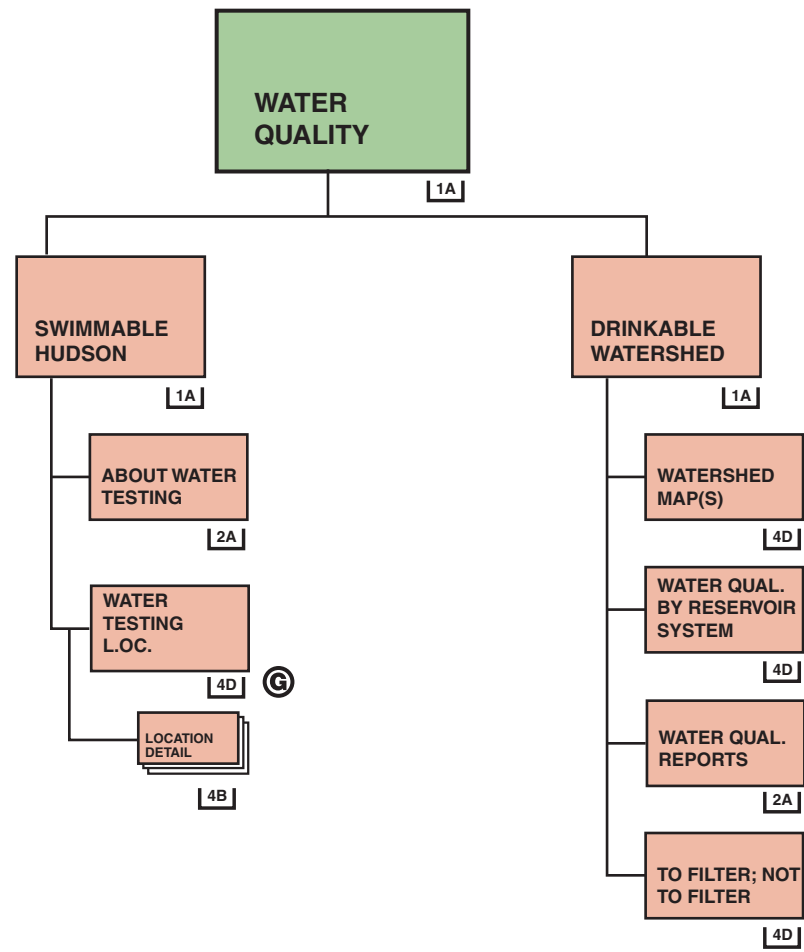 WATER
QUALITY
1A
SWIMMABLE
HUDSON
1A
ABOUT WATER
TESTING
2A
WATER
TESTING
L.OC.
4D
G
LOCATION
DETAIL
4B
DRINKABLE
WATERSHED
1A
WATERSHED
MAP(S)
4D
WATER QUAL.
BY RESERVOIR
SYSTEM
4D
WATER QUAL.
REPORTS
2A
TO FILTER; NOT
TO FILTER
4D